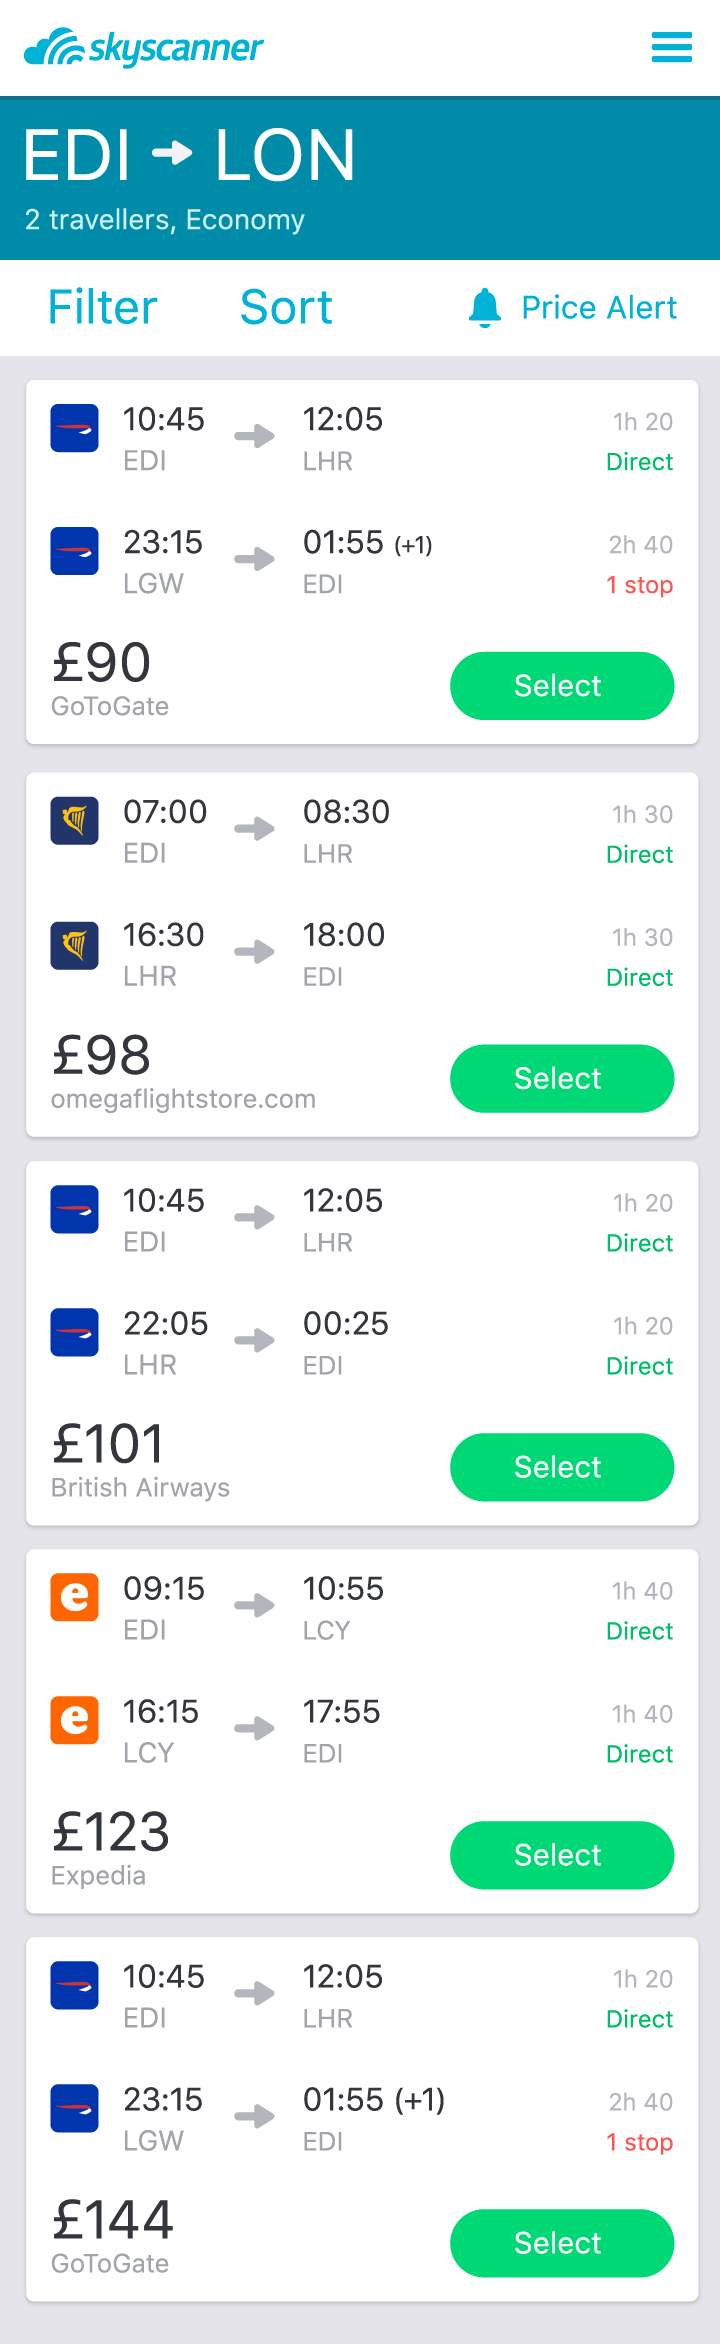 skyscanner
EDI → LON
2 travellers, Economy
Filter Sort Price Alert
10:45 → 12:05 1h 20
EDI LHR Direct
23:15 → 01:55 (+1) 2h 40
LGW EDI 1 stop
£90
GoToGate Select
07:00 → 08:30 1h 30
EDI LHR Direct
16:30 → 18:00 1h 30
LHR EDI Direct
£98
omegaflightstore.com Select
10:45 → 12:05 1h 20
EDI LHR Direct
22:05 → 00:25 1h 20
LHR EDI Direct
£101
British Airways Select
e 09:15 → 10:55 1h 40
EDI LCY Direct
e 16:15 → 17:55 1h 40
LCY EDI Direct
£123
Expedia Select
10:45 → 12:05 1h 20
EDI LHR Direct
23:15 → 01:55 (+1) 2h 40
LGW EDI 1 stop
£144
GoToGate Select